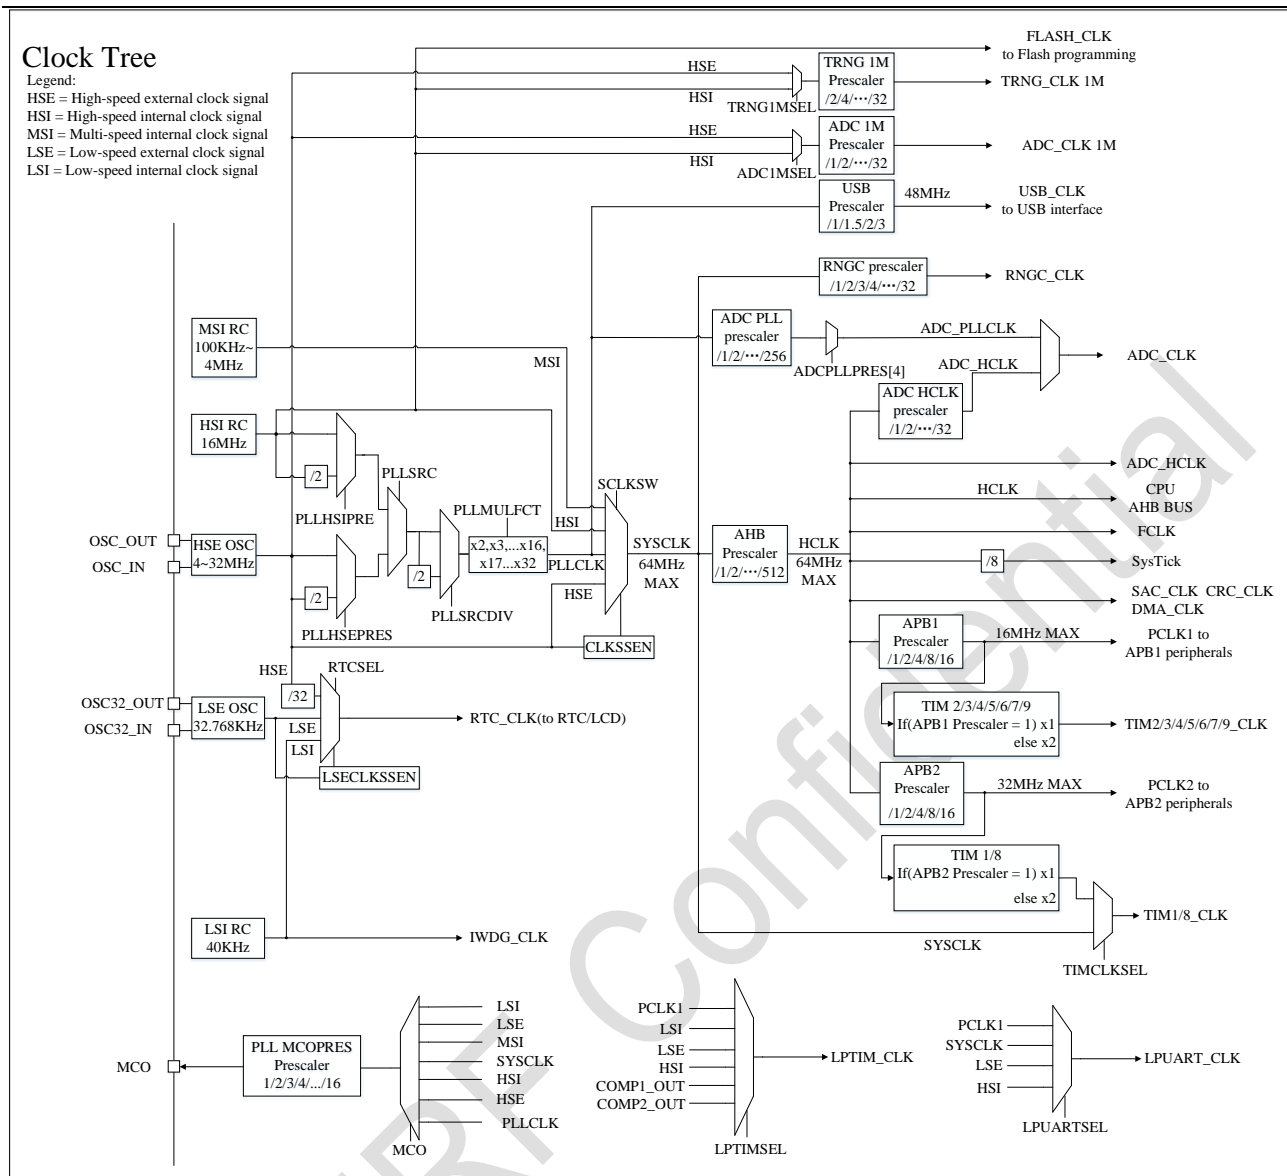 Clock Tree
Legend:
HSE = High-speed external clock signal
HSI = High-speed internal clock signal
MSI = Multi-speed internal clock signal
LSE = Low-speed external clock signal
LSI = Low-speed internal clock signal
FLASH_CLK
to Flash programming
HSE
HSI
TRNG1MSEL
TRNG 1M
Prescaler
/2/4/···/32
TRNG_CLK 1M
HSE
HSI
ADC1MSEL
ADC 1M
Prescaler
/1/2/···/32
ADC_CLK 1M
USB
Prescaler
/1/1.5/2/3
48MHz
USB_CLK
to USB interface
RNGC prescaler
/1/2/3/4/···/32
RNGC_CLK
MSI RC
100KHz~
4MHz
MSI
ADC PLL
prescaler
/1/2/···/256
ADCPLLPRES[4]
ADC_PLLCLK
ADC_HCLK
ADC_CLK
ADC HCLK
prescaler
/1/2/···/32
HSI RC
16MHz
/2
PLLHSIPRE
PLLSRC
PLLMULFCT
SCLKSW
HSI
ADC_HCLK
HCLK
CPU
AHB BUS
FCLK
OSC_OUT
OSC_IN
HSE OSC
4~32MHz
/2
PLLHSEPRES
/2
PLLSRCDIV
x2,x3,...x16,
x17...x32
PLLCLK
HSE
CLKSSEN
SYSCLK
64MHz
MAX
AHB
Prescaler
/1/2/···/512
HCLK
64MHz
MAX
/8
SysTick
SAC_CLK CRC_CLK
DMA_CLK
APB1
Prescaler
/1/2/4/8/16
16MHz MAX
PCLK1 to
APB1 peripherals
HSE
/32
RTCSEL
OSC32_OUT
OSC32_IN
LSE OSC
32.768KHz
LSE
LSI
RTC_CLK(to RTC/LCD)
LSECLKSSEN
TIM 2/3/4/5/6/7/9
If(APB1 Prescaler = 1) x1
else x2
TIM2/3/4/5/6/7/9_CLK
APB2
Prescaler
/1/2/4/8/16
32MHz MAX
PCLK2 to
APB2 peripherals
TIM 1/8
If(APB2 Prescaler = 1) x1
else x2
TIM1/8_CLK
SYSCLK
TIMCLKSEL
LSI RC
40KHz
IWDG_CLK
MCO
PLL MCOPRES
Prescaler
1/2/3/4/.../16
LSI
LSE
MSI
SYSCLK
HSI
HSE
PLLCLK
MCO
PCLK1
LSI
LSE
HSI
COMP1_OUT
COMP2_OUT
LPTIM_CLK
LPTIMSEL
PCLK1
SYSCLK
LSE
HSI
LPUART_CLK
LPUARTSEL
Confidential